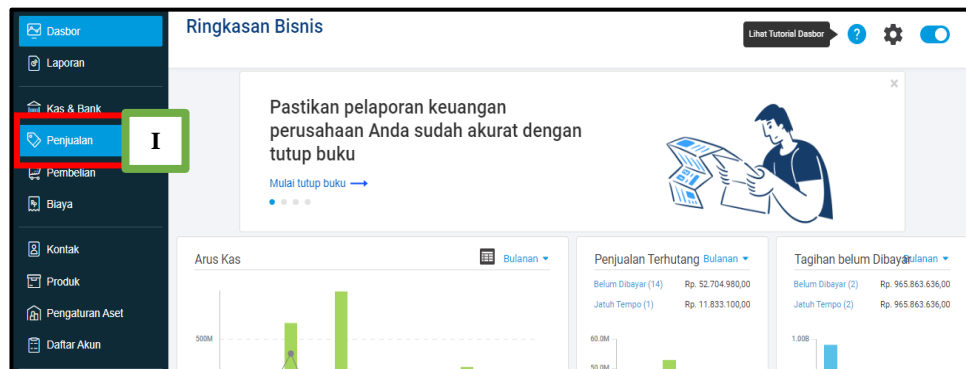 Dasbor
Laporan
Kas & Bank
Penjualan
I
Pembelian
Biaya
Kontak
Produk
Pengaturan Aset
Daftar Akun
Ringkasan Bisnis
Lihat Tutorial Dasbor
?
Pastikan pelaporan keuangan
perusahaan Anda sudah akurat dengan
tutup buku
Mulai tutup buku →
×
Arus Kas
Bulanan
500M
Penjualan Terhutang Bulanan
Belum Dibayar (14) Rp. 52.704.980,00
Jatuh Tempo (1) Rp. 11.833.100,00
60.0M
50.0M
Tagihan belum Dibayar
Belum Dibayar (2) Rp. 965.863.636,00
Jatuh Tempo (2) Rp. 965.863.636,00
1.00B